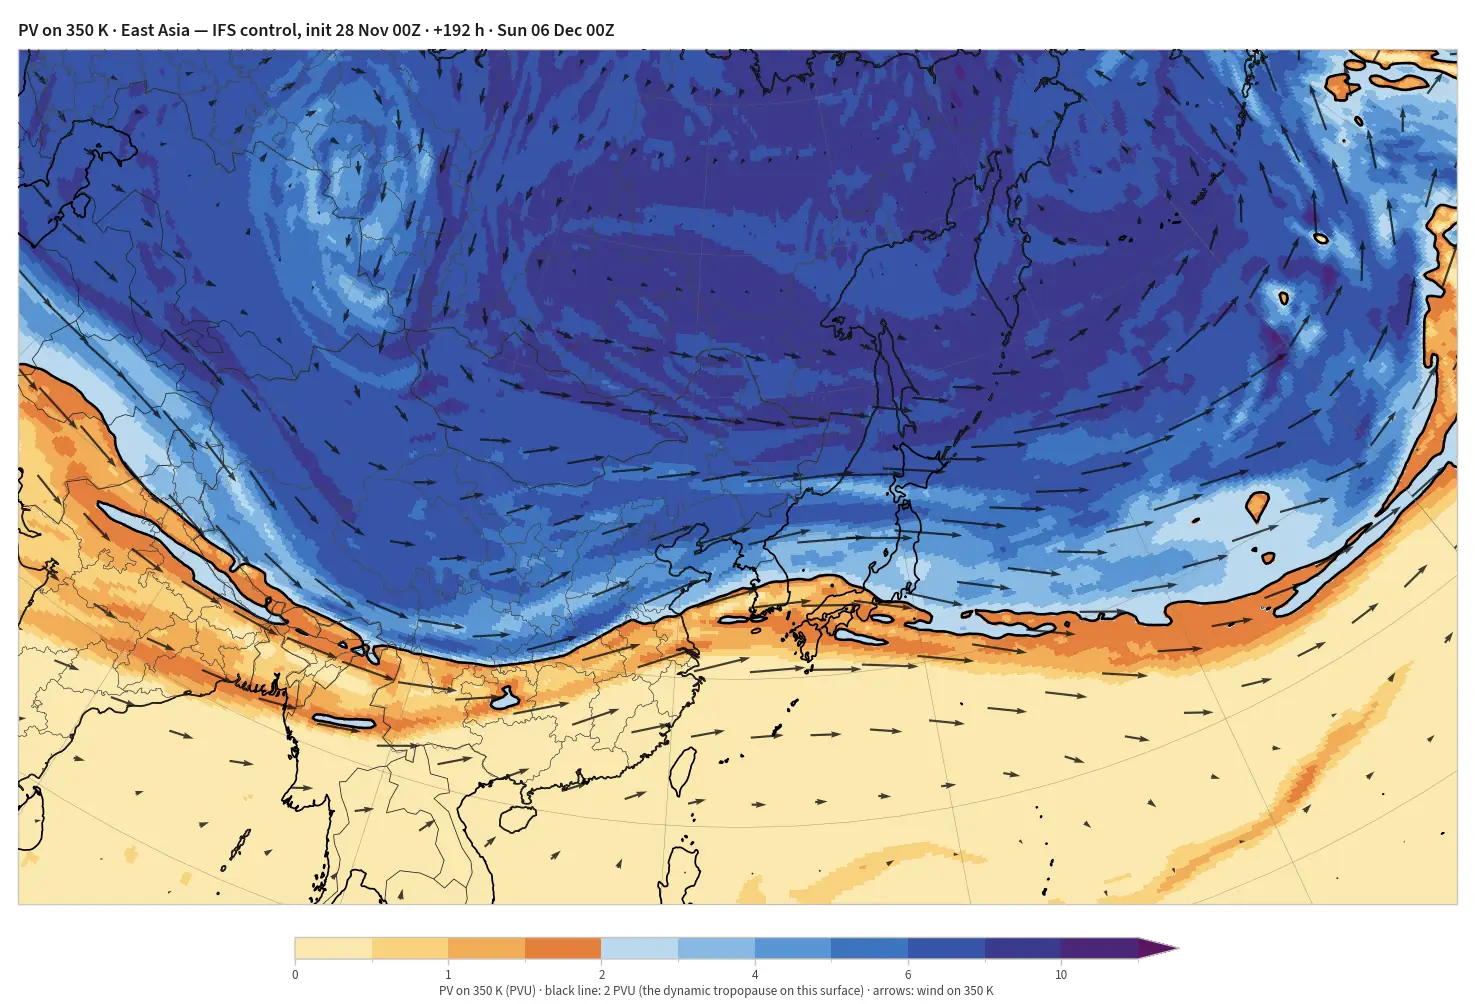 PV on 350 K · East Asia — IFS control, init 28 Nov 00Z · +192 h · Sun 06 Dec 00Z
0 1 2 4 6 10
PV on 350 K (PVU) · black line: 2 PVU (the dynamic tropopause on this surface) · arrows: wind on 350 K